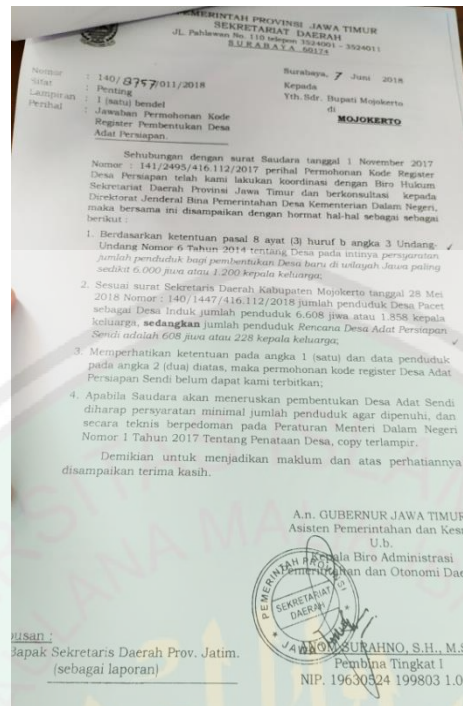 PEMERINTAH PROVINSI JAWA TIMUR
SEKRETARIAT DAERAH
JL. Pahlawan No. 110 telepon 3524001 - 3524011
SURABAYA 60174
Surabaya, 7 Juni 2018
Nomor : 140/8757/011/2018
Sifat : Penting
Lampiran : 1 (satu) bendel
Perihal : Jawaban Permohonan Kode
Register Pembentukan Desa
Adat Persiapan.
Kepada
Yth. Sdr. Bupati Mojokerto
di
MOJOKERTO
Sehubungan dengan surat Saudara tanggal 1 November 2017
Nomor : 141/2495/416.112/2017 perihal Permohonan Kode Register
Desa Persiapan telah kami lakukan koordinasi dengan Biro Hukum
Sekretariat Daerah Provinsi Jawa Timur dan berkonsultasi kepada
Direktorat Jenderal Bina Pemerintahan Desa Kementerian Dalam Negeri,
maka bersama ini disampaikan dengan hormat hal-hal sebagai sebagai
berikut :
1. Berdasarkan ketentuan pasal 8 ayat (3) huruf b angka 3 Undang-
Undang Nomor 6 Tahun 2014 tentang Desa pada intinya persyaratan
jumlah penduduk bagi pembentukan Desa baru di wilayah Jawa paling
sedikit 6.000 jiwa atau 1.200 kepala keluarga;
2. Sesuai surat Sekretaris Daerah Kabupaten Mojokerto tanggal 28 Mei
2018 Nomor : 140/1447/416.112/2018 jumlah penduduk Desa Pacet
sebagai Desa Induk jumlah penduduk 6.608 jiwa atau 1.858 kepala
keluarga, sedangkan jumlah penduduk Rencana Desa Adat Persiapan
Sendi adalah 608 jiwa atau 228 kepala keluarga;
3. Memperhatikan ketentuan pada angka 1 (satu) dan data penduduk
pada angka 2 (dua) diatas, maka permohonan kode register Desa Adat
Persiapan Sendi belum dapat kami terbitkan;
4. Apabila Saudara akan meneruskan pembentukan Desa Adat Sendi
diharap persyaratan minimal jumlah penduduk agar dipenuhi, dan
secara teknis berpedoman pada Peraturan Menteri Dalam Negeri
Nomor 1 Tahun 2017 Tentang Penataan Desa, copy terlampir.
Demikian untuk menjadikan maklum dan atas perhatiannya
disampaikan terima kasih.
A.n. GUBERNUR JAWA TIMUR
Asisten Pemerintahan dan Kes
U.b.
Kepala Biro Administrasi
Pemerintahan dan Otonomi Dae
PEMERINTAH PROVINSI
SEKRETARIAT
DAERAH
JAWA
SURAHNO, S.H., M.S
Pembina Tingkat I
NIP. 19630524 199803 1.0
usan :
Bapak Sekretaris Daerah Prov. Jatim.
(sebagai laporan)